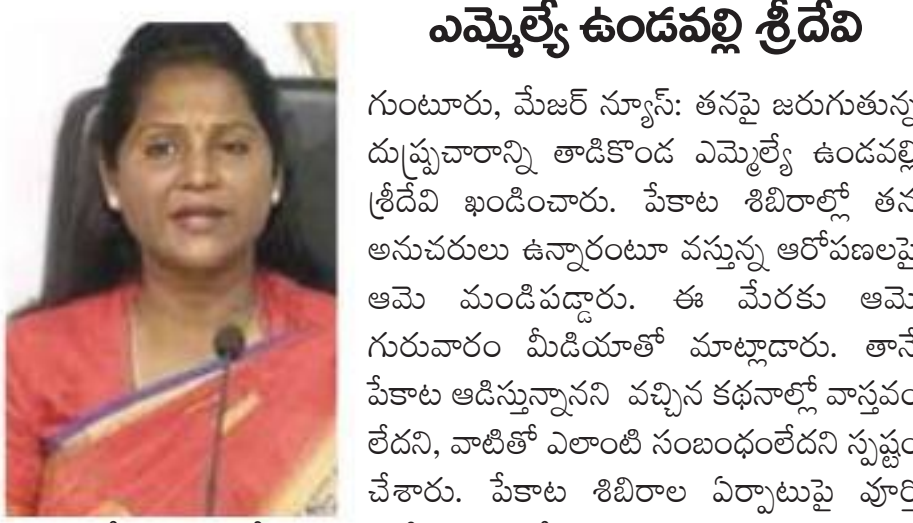 ఎమ్మెల్యే ఉండవల్లి శ్రీదేవి
గుంటూరు, మేజర్ న్యూస్: తనపై జరుగుతున్న
దుష్ప్రచారాన్ని తాడికొండ ఎమ్మెల్యే ఉండవల్లి
శ్రీదేవి ఖండించారు. పేకాట శిబిరాల్లో తన
అనుచరులు ఉన్నారంటూ వస్తున్న ఆరోపణలపై
ఆమె మండిపడ్డారు. ఈ మేరకు ఆమె
గురువారం మీడియాతో మాట్లాడారు. తానే
పేకాట ఆడిస్తున్నానని వచ్చిన కథనాల్లో వాస్తవం
లేదని, వాటితో ఎలాంటి సంబంధంలేదని స్పష్టం
చేశారు. పేకాట శిబిరాల ఏర్పాటుపై పూర్తి